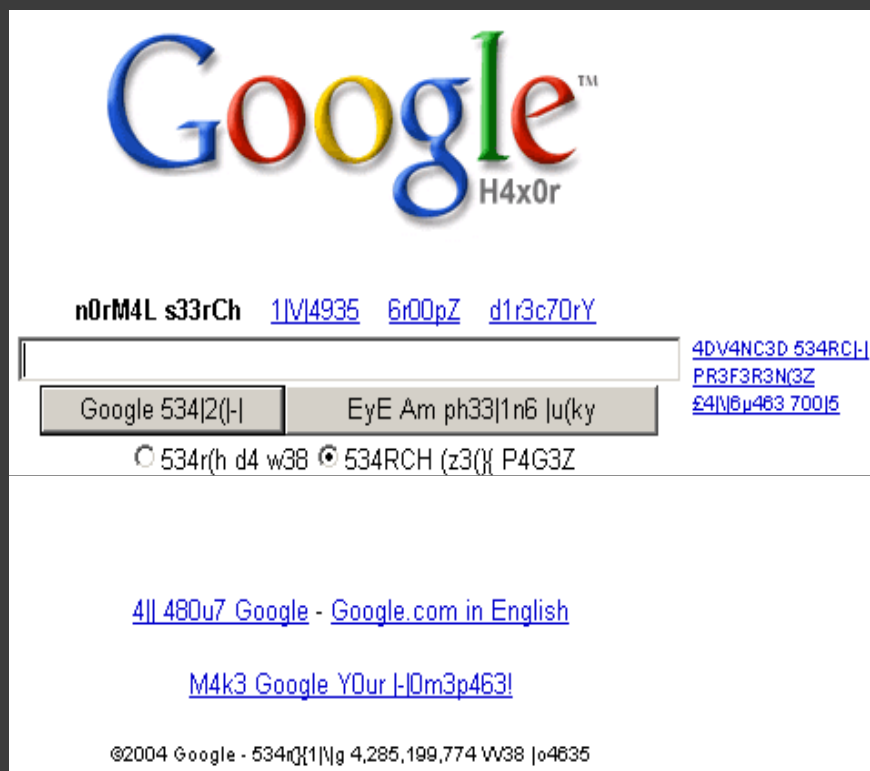 Google™
H4x0r
n0rM4L s33rCh 1|V|4935 6r00pZ d1r3c70rY
4DV4NC3D 534RC|-|
PR3F3R3N(3Z
£4|\|6µ463 700|5
Google 534|2(|-| EyE Am ph33|1n6 |u(ky
534r(h d4 w38 534RCH (z3(}{ P4G3Z
4|| 480u7 Google - Google.com in English
M4k3 Google Y0ur |-|0m3p463!
©2004 Google - 534r(}{1|\|g 4,285,199,774 W38 |o4635